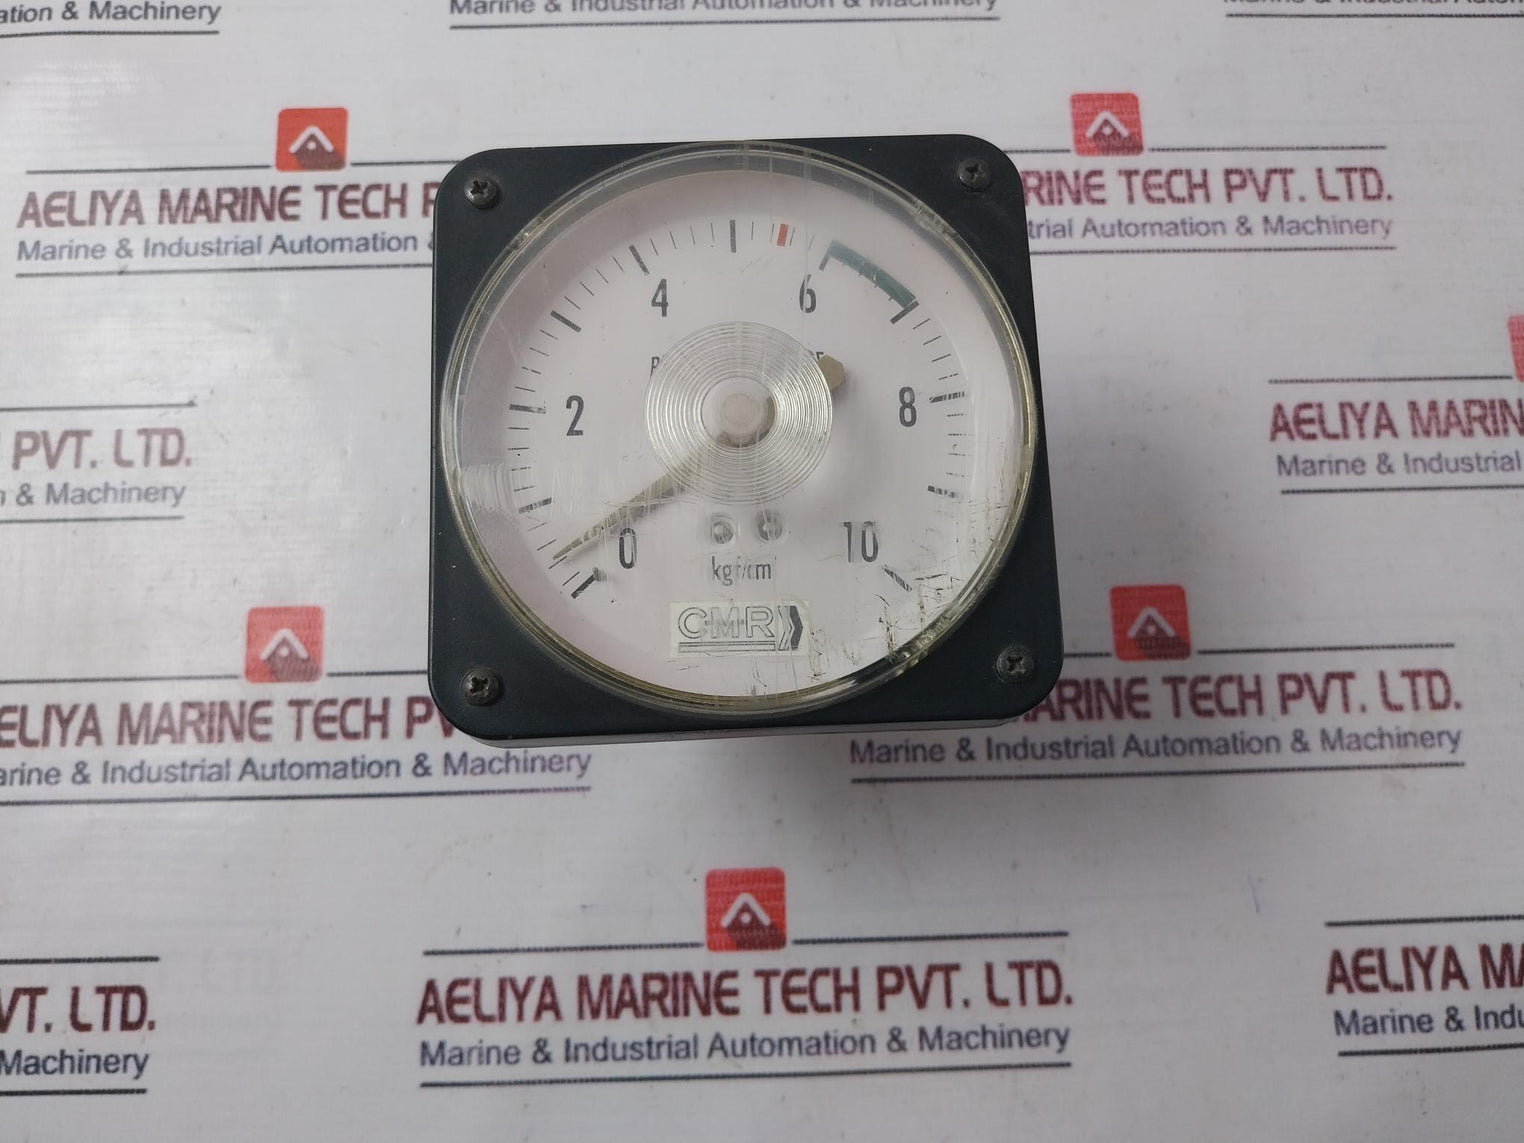 ation & Machinery
Marine & Industrial Automation & Machinery
AELIYA MARINE TECH
Marine & Industrial Automation
RINE TECH PVT. LTD.
trial Automation & Machinery
PVT. LTD.
& Machinery
AELIYA MARIN
Marine & Industrial
4
6
2
8
0
10
kgf/cm²
C·M·R
ELIYA MARINE TECH PV
arine & Industrial Automation & Machinery
ARINE TECH PVT. LTD.
Marine & Industrial Automation & Machinery
VT. LTD.
Machinery
AELIYA MARINE TECH PVT. LTD.
Marine & Industrial Automation & Machinery
AELIYA MA
Marine & Indu